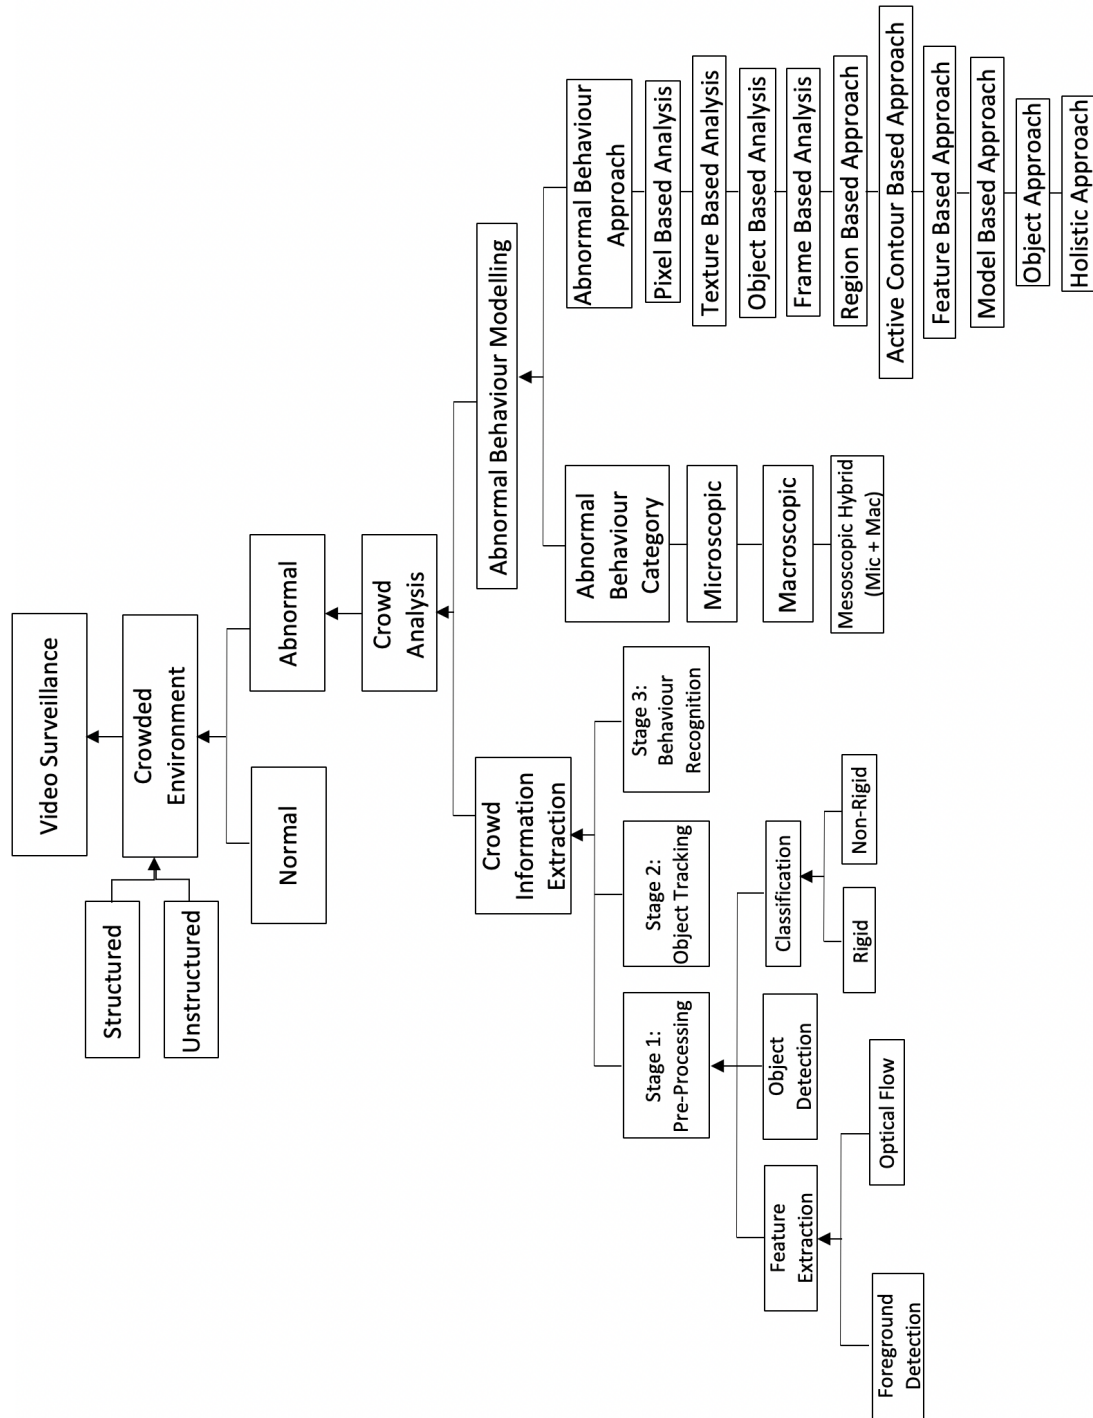 Video Surveillance
Structured
Unstructured
Crowded
Environment
Normal
Abnormal
Crowd
Analysis
Crowd
Information
Extraction
Abnormal Behaviour Modelling
Stage 1:
Pre-Processing
Stage 2:
Object Tracking
Stage 3:
Behaviour
Recognition
Feature
Extraction
Object
Detection
Classification
Foreground
Detection
Optical Flow
Rigid
Non-Rigid
Abnormal
Behaviour
Category
Microscopic
Macroscopic
Mesoscopic Hybrid
(Mic + Mac)
Abnormal Behaviour
Approach
Pixel Based Analysis
Texture Based Analysis
Object Based Analysis
Frame Based Analysis
Region Based Approach
Active Contour Based Approach
Feature Based Approach
Model Based Approach
Object Approach
Holistic Approach